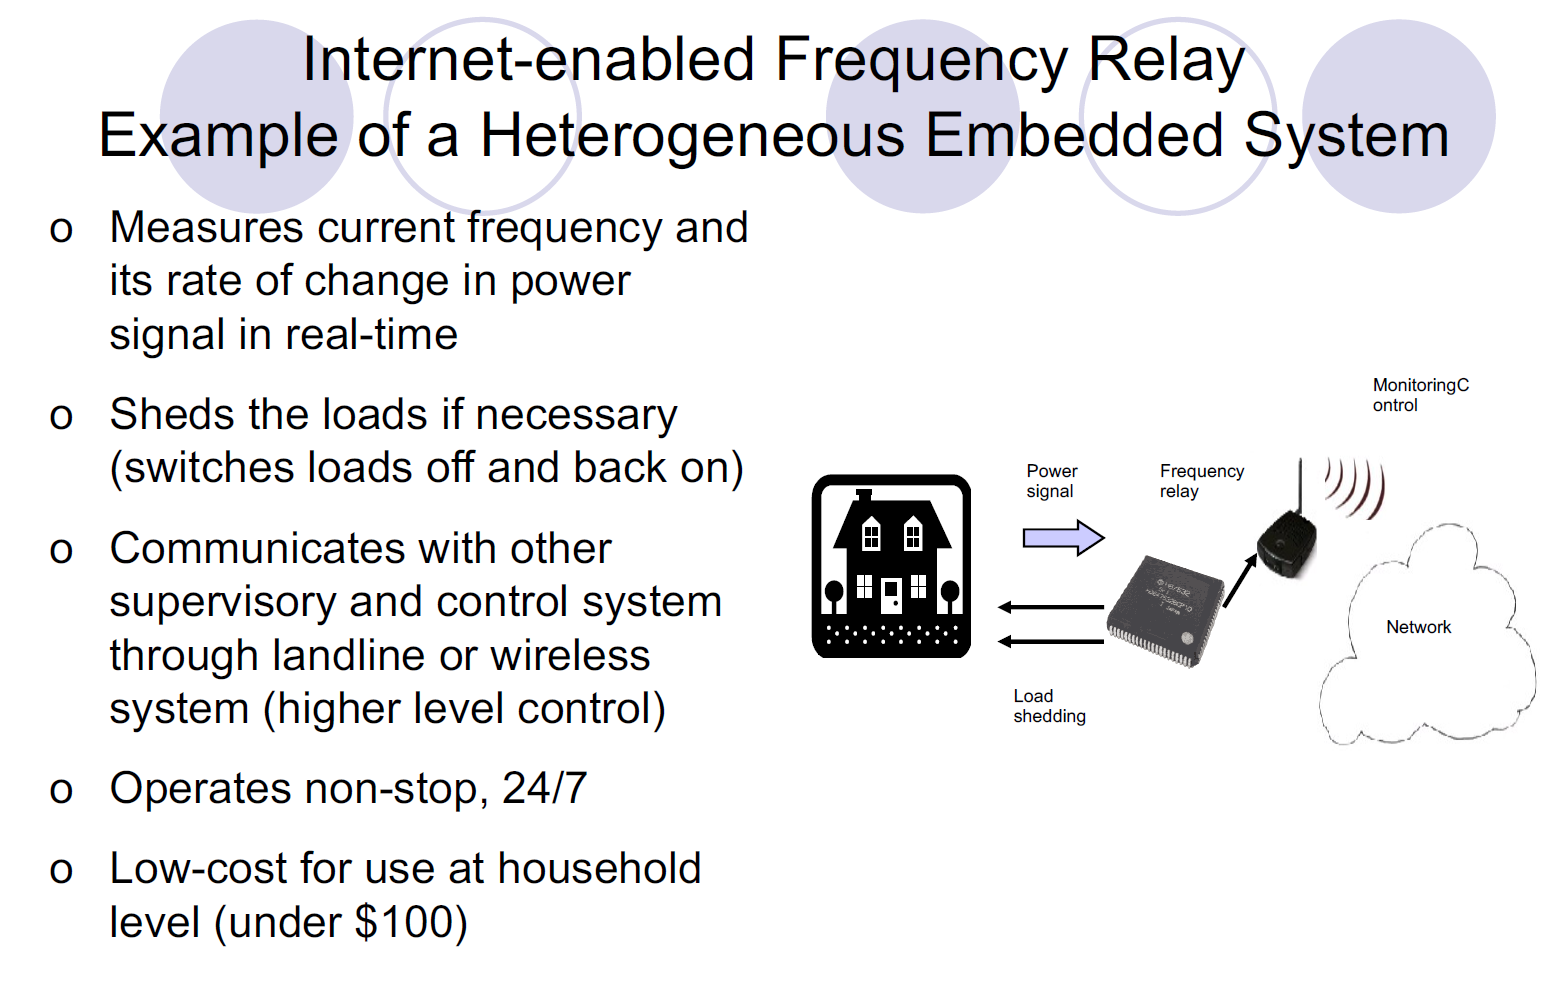 Internet-enabled Frequency Relay
Example of a Heterogeneous Embedded System
o Measures current frequency and
its rate of change in power
signal in real-time
o Sheds the loads if necessary
(switches loads off and back on)
o Communicates with other
supervisory and control system
through landline or wireless
system (higher level control)
o Operates non-stop, 24/7
o Low-cost for use at household
level (under $100)
MonitoringC
ontrol
Power
signal
Frequency
relay
Network
Load
shedding